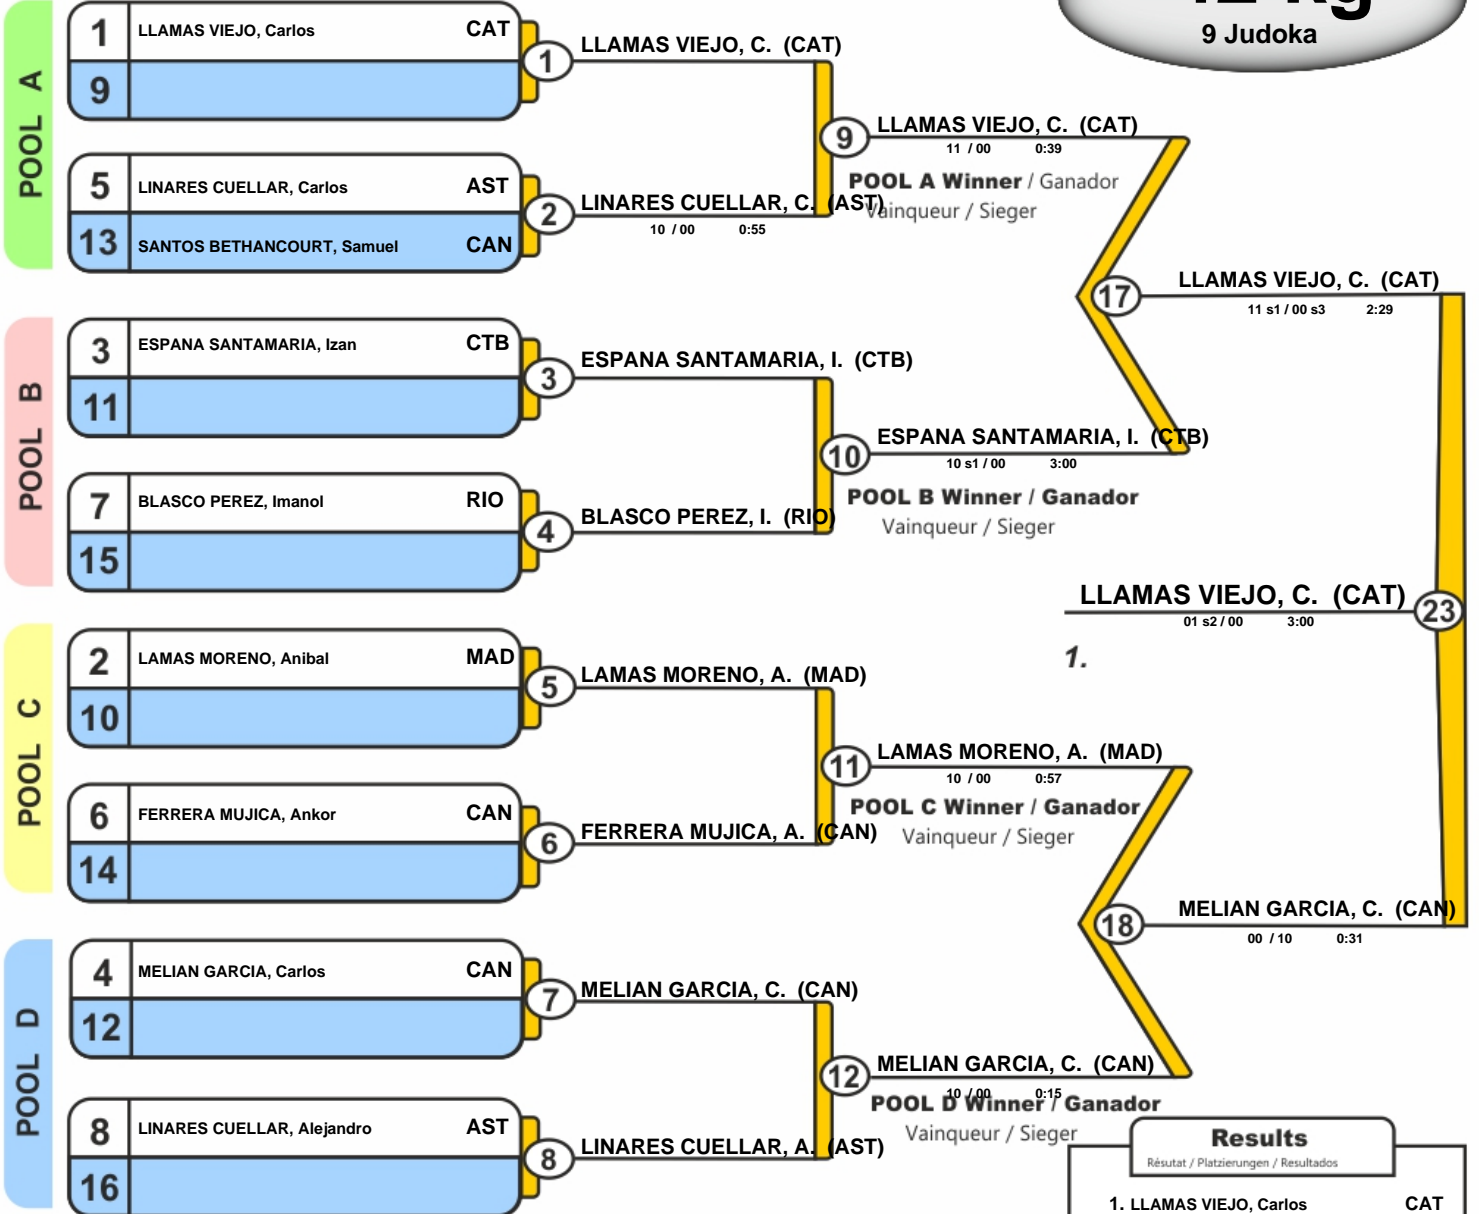 9 Judoka
POOL A
1 LLAMAS VIEJO, Carlos CAT
9
5 LINARES CUELLAR, Carlos AST
13 SANTOS BETHANCOURT, Samuel CAN
1 LLAMAS VIEJO, C. (CAT)
2 LINARES CUELLAR, C. (AST)
10 / 00 0:55
9 LLAMAS VIEJO, C. (CAT)
11 / 00 0:39
POOL A Winner / Ganador
Vainqueur / Sieger
17 LLAMAS VIEJO, C. (CAT)
11 s1 / 00 s3 2:29
POOL B
3 ESPANA SANTAMARIA, Izan CTB
11
7 BLASCO PEREZ, Imanol RIO
15
3 ESPANA SANTAMARIA, I. (CTB)
4 BLASCO PEREZ, I. (RIO)
10 ESPANA SANTAMARIA, I. (CTB)
10 s1 / 00 3:00
POOL B Winner / Ganador
Vainqueur / Sieger
LLAMAS VIEJO, C. (CAT) 23
01 s2 / 00 3:00
1.
POOL C
2 LAMAS MORENO, Anibal MAD
10
6 FERRERA MUJICA, Ankor CAN
14
5 LAMAS MORENO, A. (MAD)
6 FERRERA MUJICA, A. (CAN)
11 LAMAS MORENO, A. (MAD)
10 / 00 0:57
POOL C Winner / Ganador
Vainqueur / Sieger
18 MELIAN GARCIA, C. (CAN)
00 / 10 0:31
POOL D
4 MELIAN GARCIA, Carlos CAN
12
8 LINARES CUELLAR, Alejandro AST
16
7 MELIAN GARCIA, C. (CAN)
8 LINARES CUELLAR, A. (AST)
12 MELIAN GARCIA, C. (CAN)
10 / 00 0:15
POOL D Winner / Ganador
Vainqueur / Sieger
Results
Résutat / Platzierungen / Resultados
1. LLAMAS VIEJO, Carlos CAT